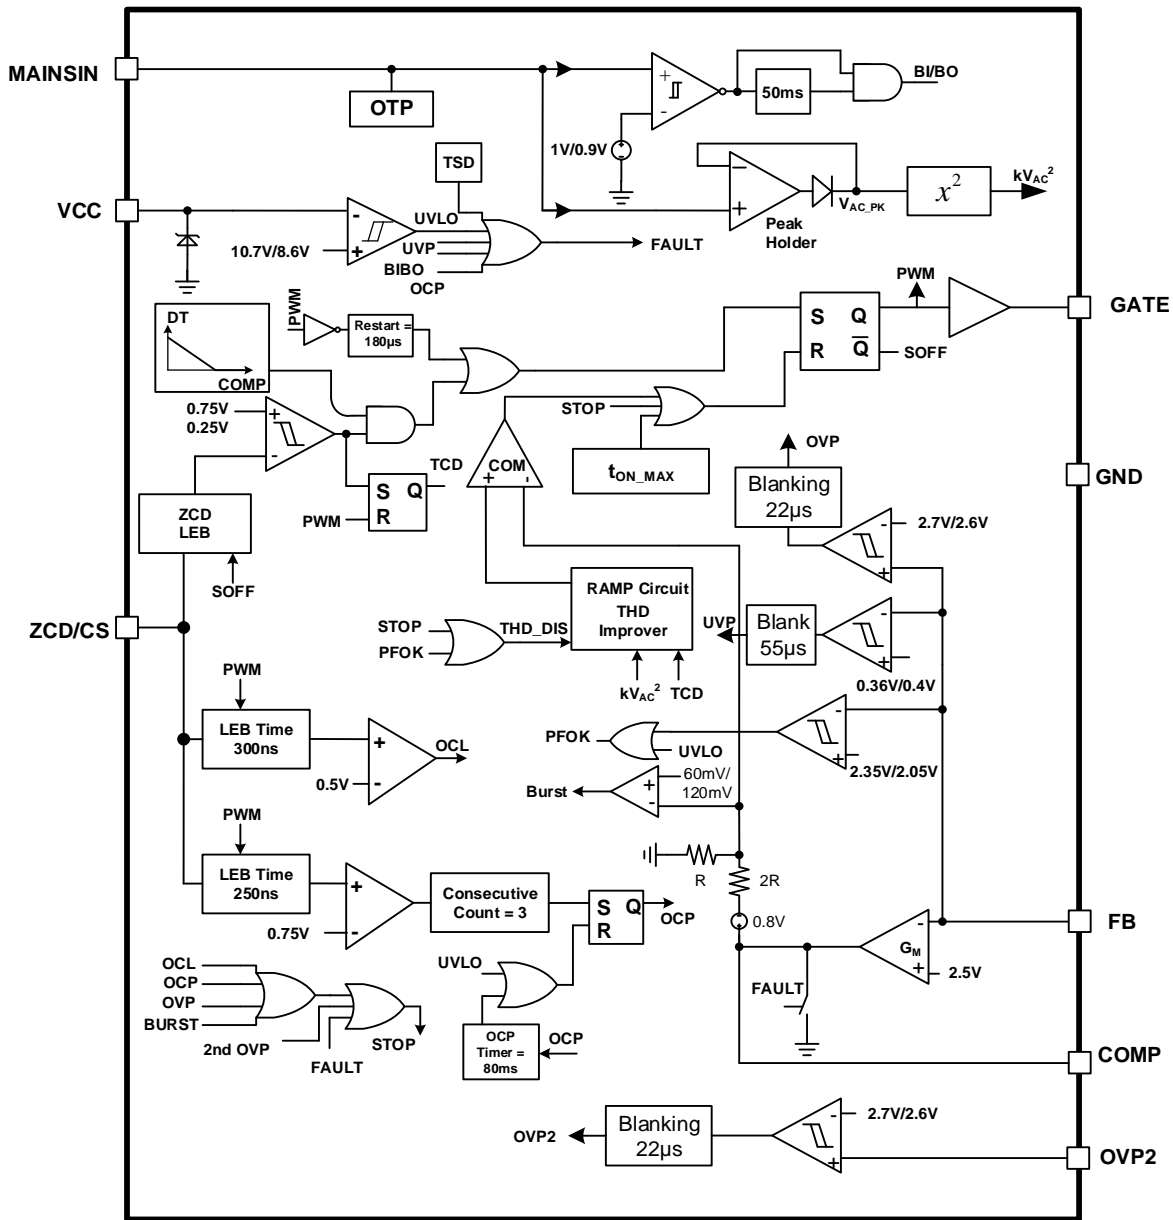 MAINSIN
OTP
+
-
1V/0.9V
50ms
BI/BO
TSD
VCC
-
+
10.7V/8.6V
UVLO
UVP
BIBO
OCP
FAULT
−
+
Peak
Holder
VAC_PK
x²
kVAC²
DT
COMP
PWM
Restart =
180µs
S Q
R Q̅
PWM
SOFF
GATE
0.75V
0.25V
+
-
STOP
COM
+ -
tON_MAX
TCD
S Q
R
PWM
ZCD
LEB
SOFF
OVP
Blanking
22µs
-
+
2.7V/2.6V
GND
ZCD/CS
STOP
PFOK
THD_DIS
RAMP Circuit
THD
Improver
kVAC²
TCD
UVP
Blank
55µs
-
+
0.36V/0.4V
PWM
LEB Time
300ns
+
-
0.5V
OCL
PFOK
UVLO
-
+
2.35V/2.05V
Burst
+
-
60mV/
120mV
R
2R
0.8V
PWM
LEB Time
250ns
+
-
0.75V
Consecutive
Count = 3
S Q
R
OCP
GM
-
+
2.5V
FB
FAULT
UVLO
OCP
Timer =
80ms
OCP
OCL
OCP
OVP
BURST
2nd OVP
FAULT
STOP
COMP
OVP2
Blanking
22µs
-
+
2.7V/2.6V
OVP2